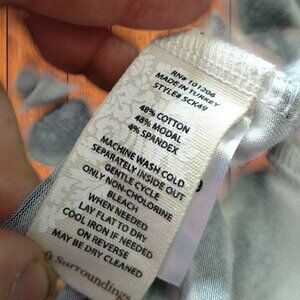 RN# 101206
MADE IN TURKEY
STYLE# SCK49
48% COTTON
48% MODAL
4% SPANDEX
MACHINE WASH COLD
SEPARATELY INSIDE OUT
GENTLE CYCLE
ONLY NON-CHOLORINE
BLEACH
WHEN NEEDED
LAY FLAT TO DRY
COOL IRON IF NEEDED
ON REVERSE
MAY BE DRY CLEANED
& Surroundings